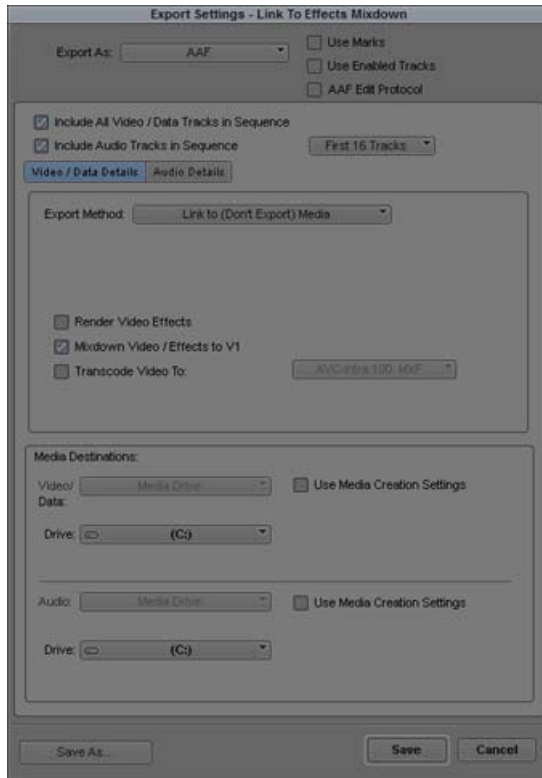 Export Settings - Link To Effects Mixdown
Export As: AAF
Use Marks
Use Enabled Tracks
AAF Edit Protocol
Include All Video / Data Tracks in Sequence
Include Audio Tracks in Sequence First 16 Tracks
Video / Data Details Audio Details
Export Method: Link to (Don't Export) Media
Render Video Effects
Mixdown Video / Effects to V1
Transcode Video To: AVC-Intra 100 MXF
Media Destinations:
Video/ Data: Media Drive Use Media Creation Settings
Drive: (C:)
Audio: Media Drive Use Media Creation Settings
Drive: (C:)
Save As... Save Cancel